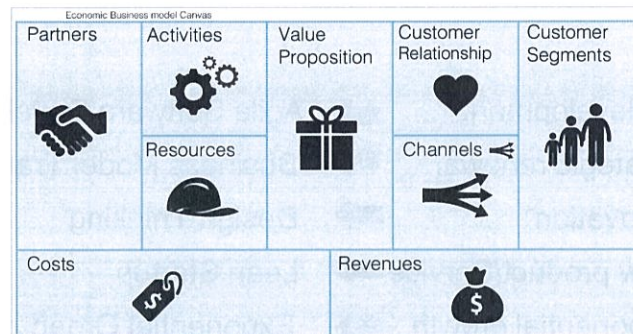 Economic Business model Canvas
Partners
Activities
Value
Proposition
Customer
Relationship
Customer
Segments
Resources
Channels
Costs
$
Revenues
$